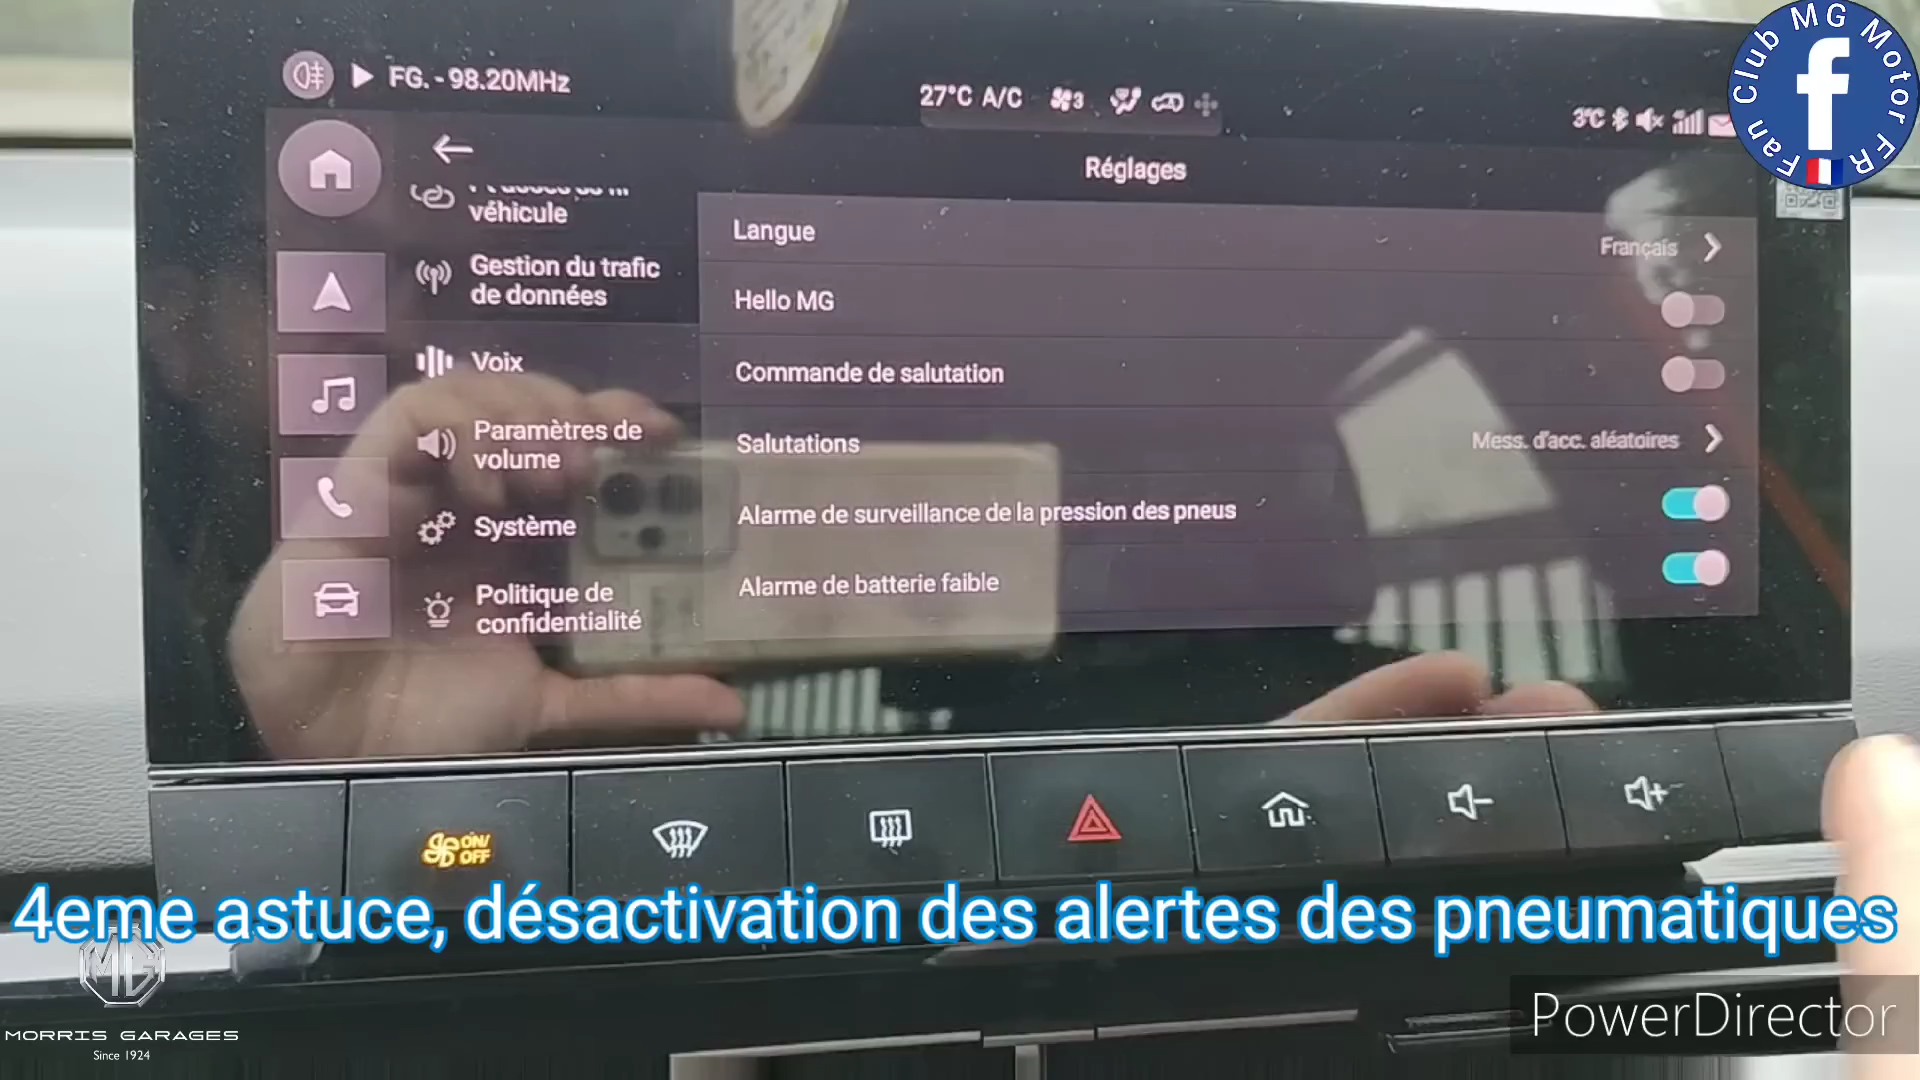 FG. - 98.20MHz
27°C A/C 3
3°C
Club MG Motor FR
Fan
Réglages
véhicule
Gestion du trafic
de données
Voix
Paramètres de
volume
Système
Politique de
confidentialité
Langue
Français
Hello MG
Commande de salutation
Salutations
Mess. d'acc. aléatoires
Alarme de surveillance de la pression des pneus
Alarme de batterie faible
ON/
OFF
4eme astuce, désactivation des alertes des pneumatiques
MG
MORRIS GARAGES
Since 1924
PowerDirector